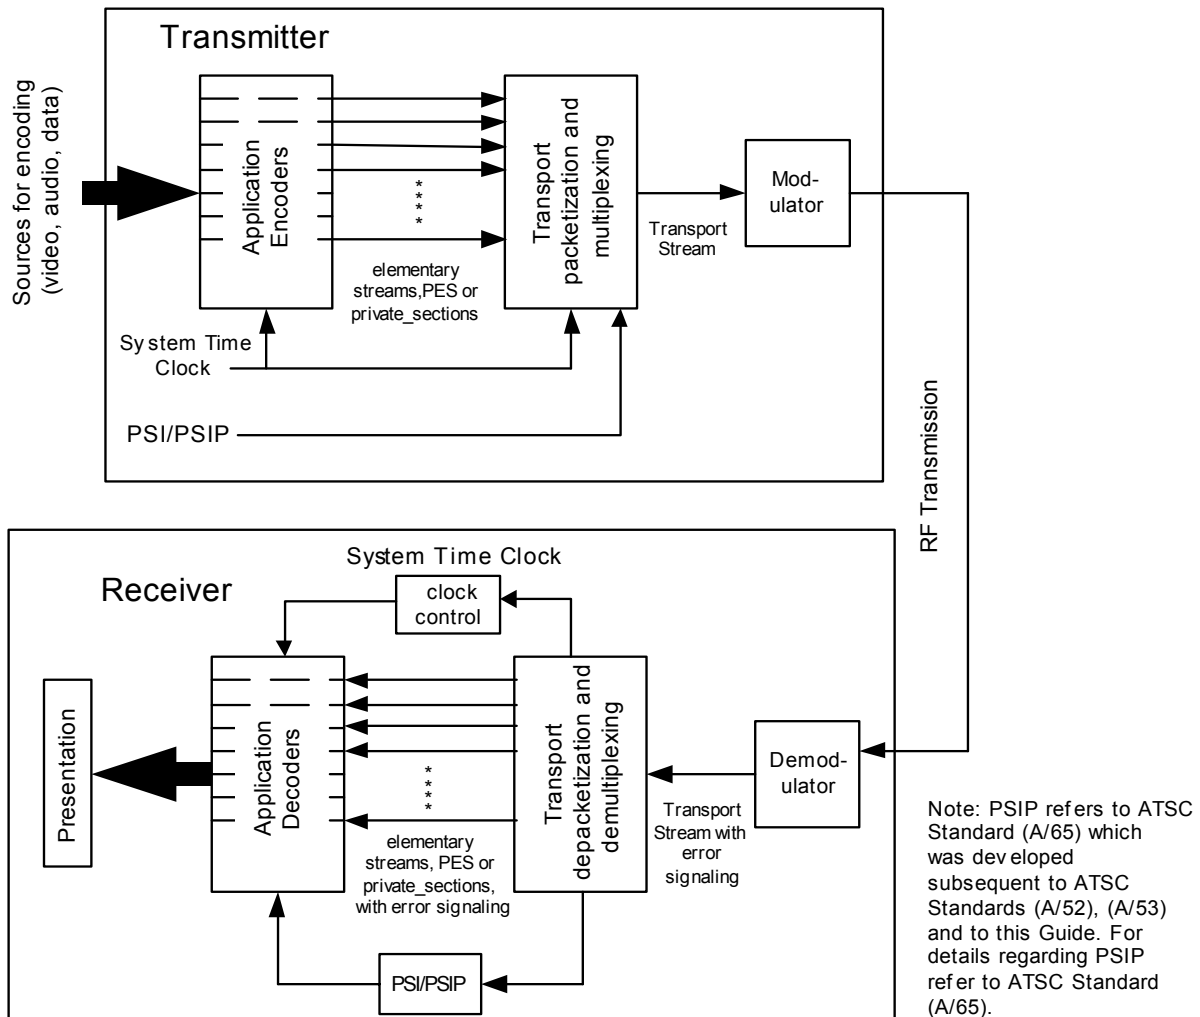 Transmitter
Sources for encoding
(video, audio, data)
Application
Encoders
* * * *
elementary
streams,PES or
private_sections
Transport
packetization and
multiplexing
Transport
Stream
Mod-
ulator
System Time
Clock
PSI/PSIP
RF Transmission
Receiver
System Time Clock
clock
control
Presentation
Application
Decoders
* * * *
elementary
streams, PES or
private_sections,
with error signaling
Transport
depacketization and
demultiplexing
Transport
Stream with
error
signaling
Demod-
ulator
PSI/PSIP
Note: PSIP refers to ATSC
Standard (A/65) which
was developed
subsequent to ATSC
Standards (A/52), (A/53)
and to this Guide. For
details regarding PSIP
refer to ATSC Standard
(A/65).